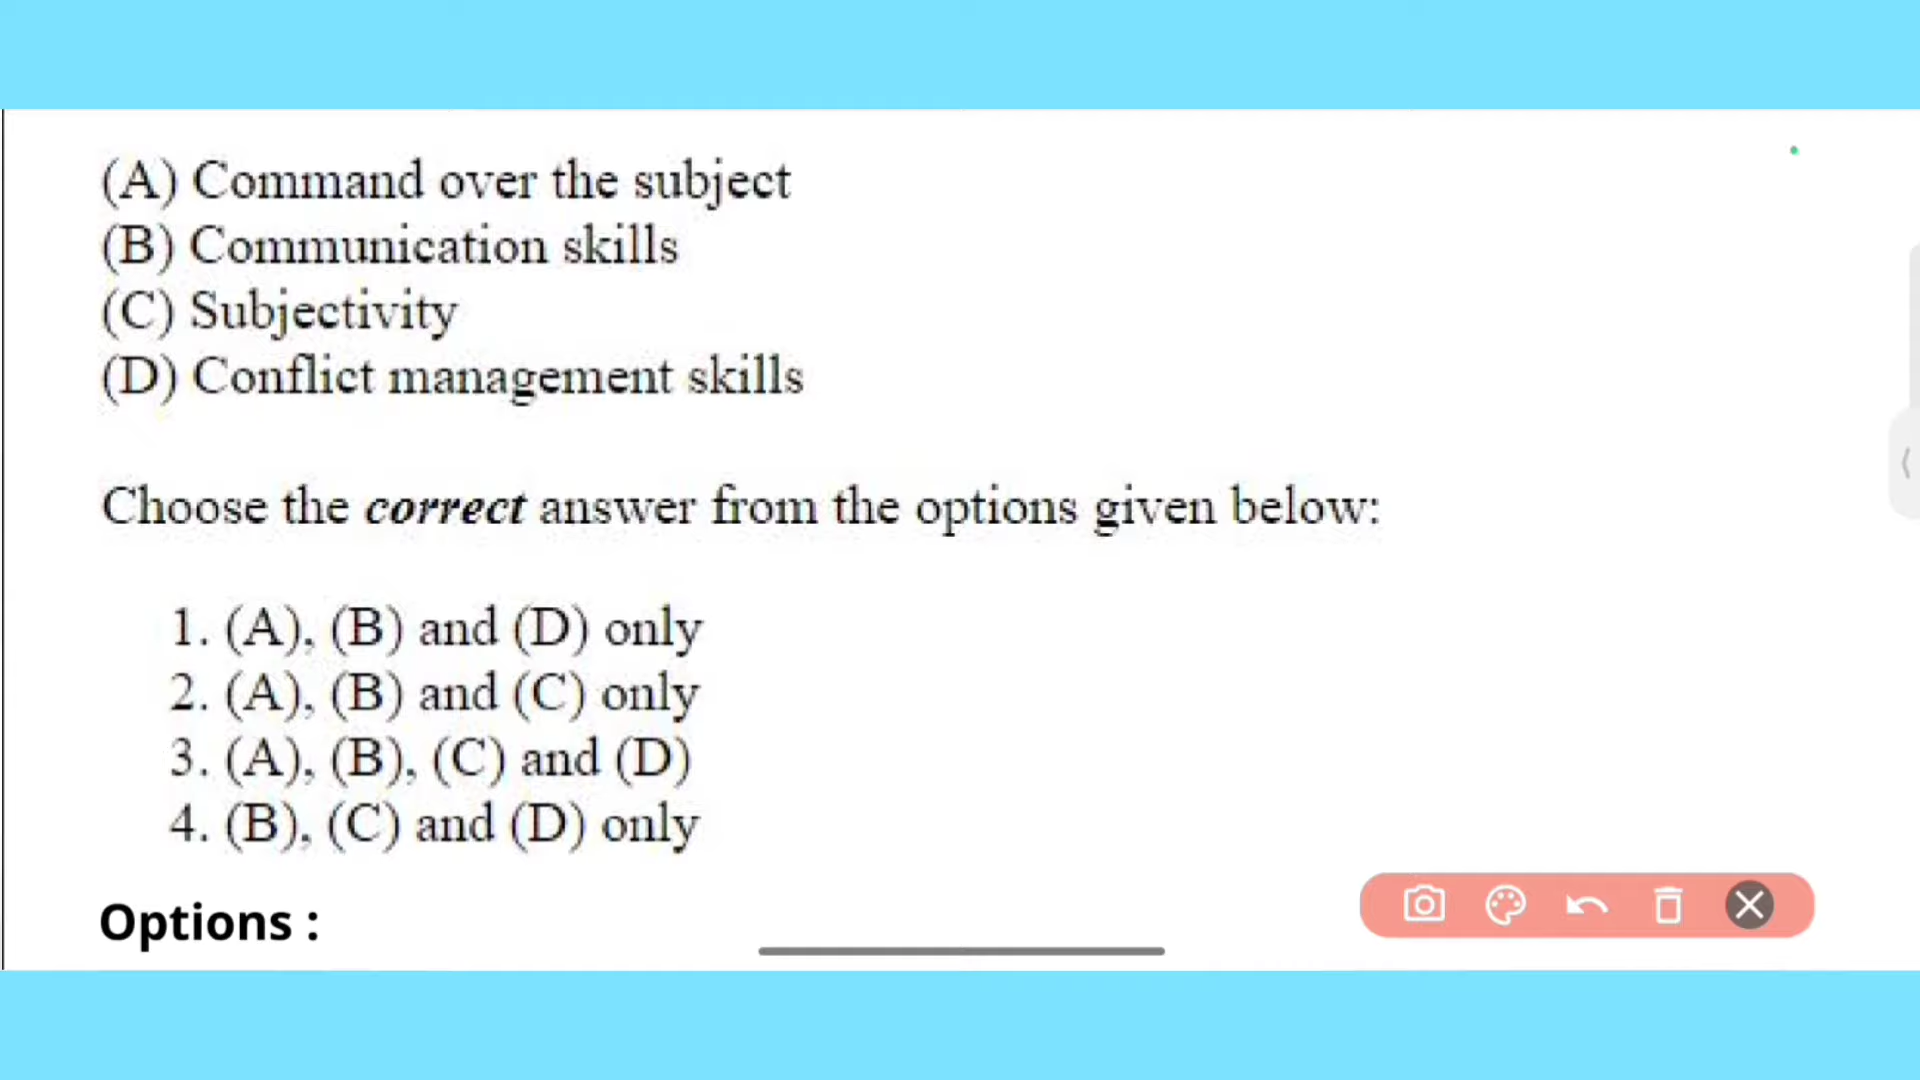 (A) Command over the subject
(B) Communication skills
(C) Subjectivity
(D) Conflict management skills
Choose the correct answer from the options given below:
1. (A), (B) and (D) only
2. (A), (B) and (C) only
3. (A), (B), (C) and (D)
4. (B), (C) and (D) only
Options :